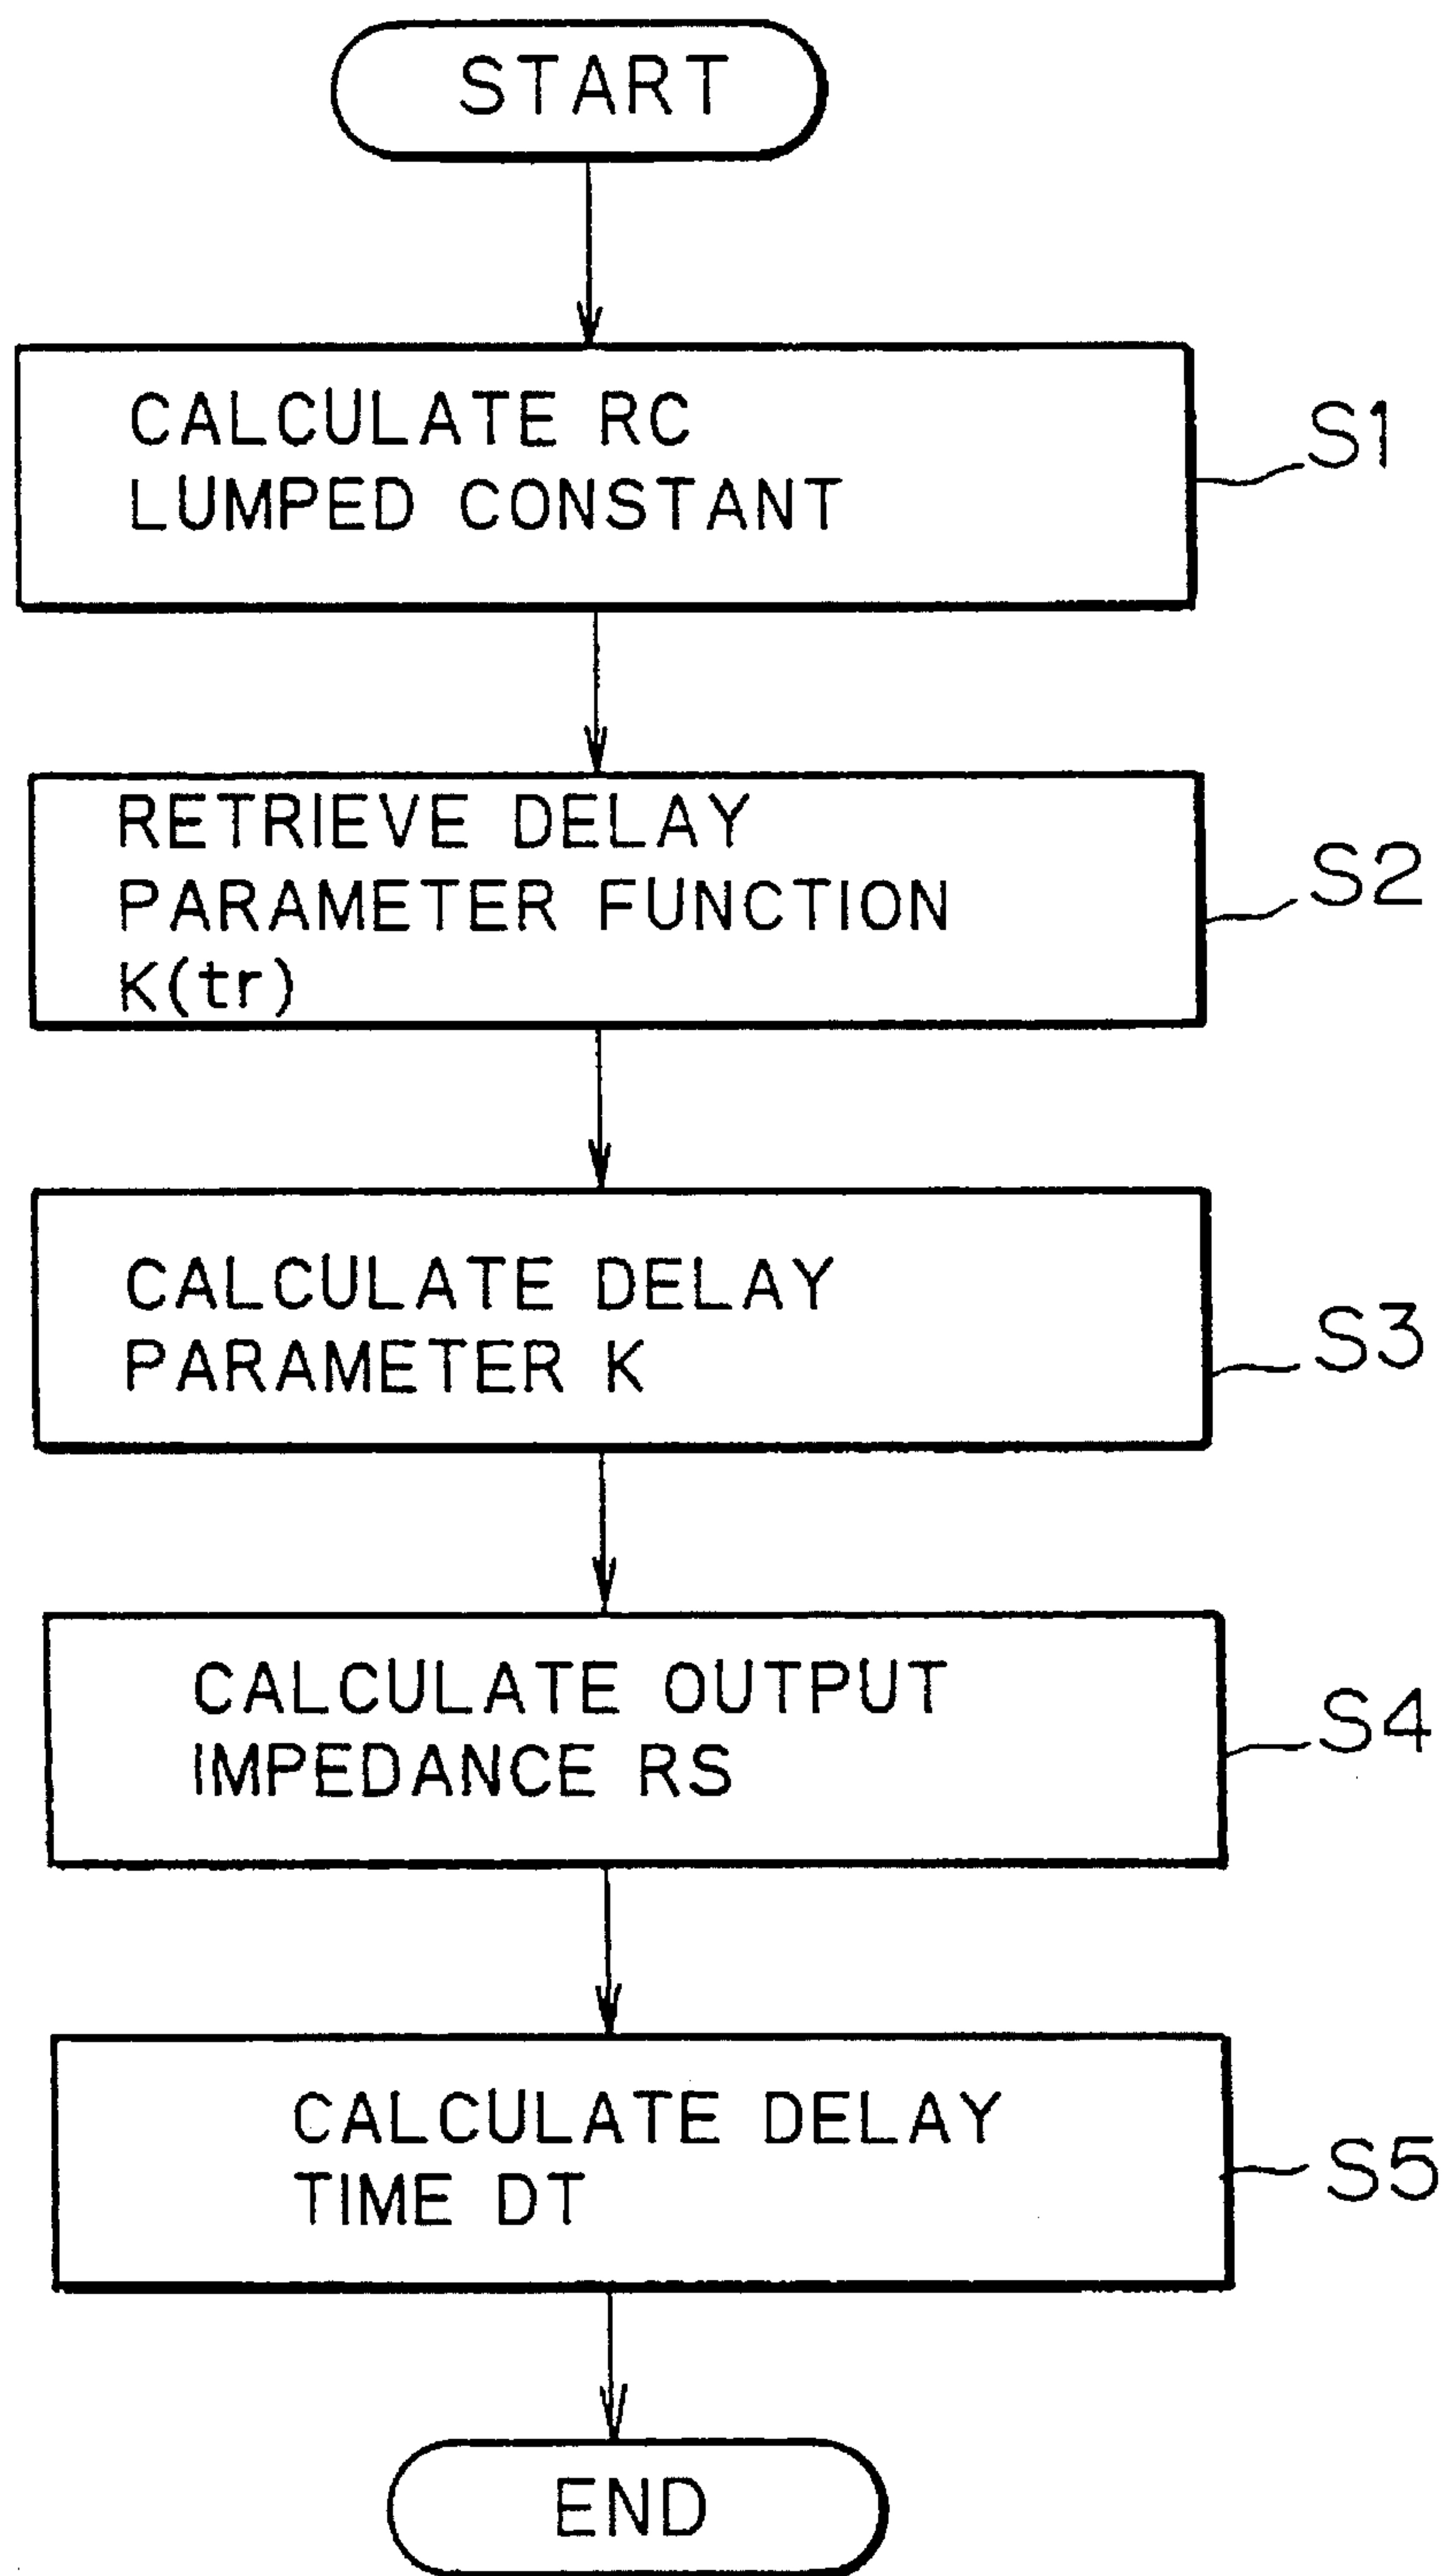 START
CALCULATE RC
LUMPED CONSTANT
S1
RETRIEVE DELAY
PARAMETER FUNCTION
K(tr)
S2
CALCULATE DELAY
PARAMETER K
S3
CALCULATE OUTPUT
IMPEDANCE RS
S4
CALCULATE DELAY
TIME DT
S5
END